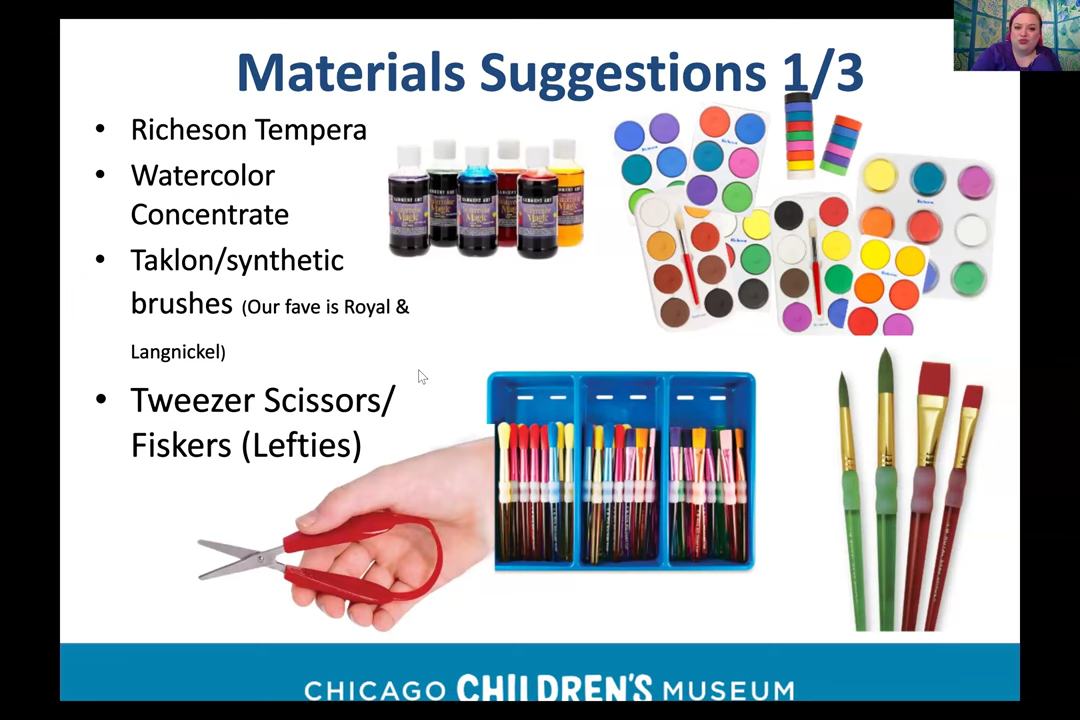 Materials Suggestions 1/3
• Richeson Tempera
• Watercolor
Concentrate
• Taklon/synthetic
brushes (Our fave is Royal &
Langnickel)
• Tweezer Scissors/
Fiskers (Lefties)
CHICAGO CHILDREN'S MUSEUM